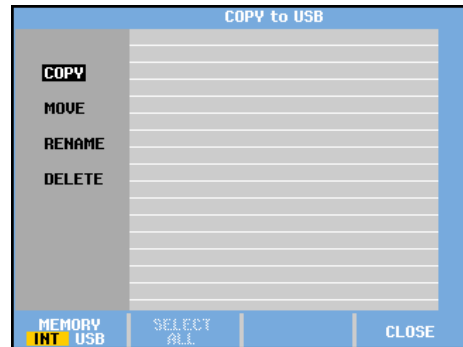 COPY to USB
COPY
MOVE
RENAME
DELETE
MEMORY
INT USB
SELECT
ALL
CLOSE